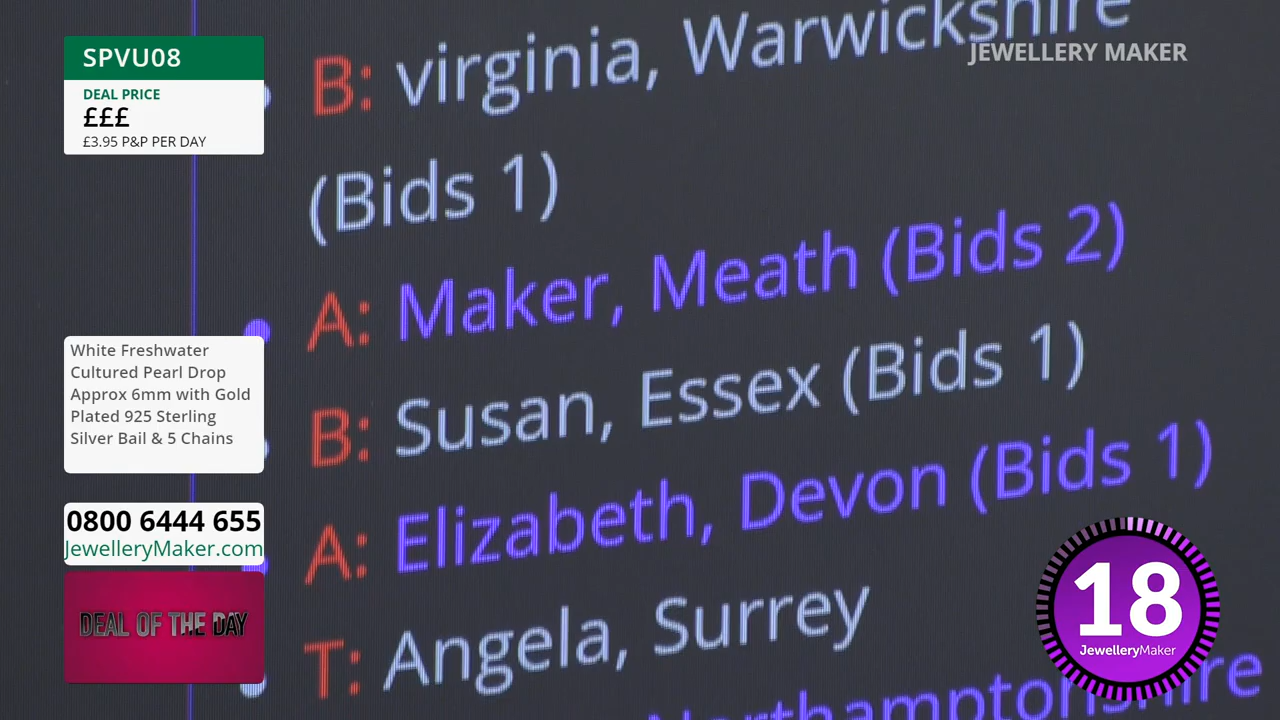 SPVU08
DEAL PRICE
£££
£3.95 P&P PER DAY
JEWELLERY MAKER
B: virginia, Warwickshire
(Bids 1)
A: Maker, Meath (Bids 2)
B: Susan, Essex (Bids 1)
A: Elizabeth, Devon (Bids 1)
T: Angela, Surrey
Northamptonshire
White Freshwater
Cultured Pearl Drop
Approx 6mm with Gold
Plated 925 Sterling
Silver Bail & 5 Chains
0800 6444 655
JewelleryMaker.com
DEAL OF THE DAY
18
JewelleryMaker